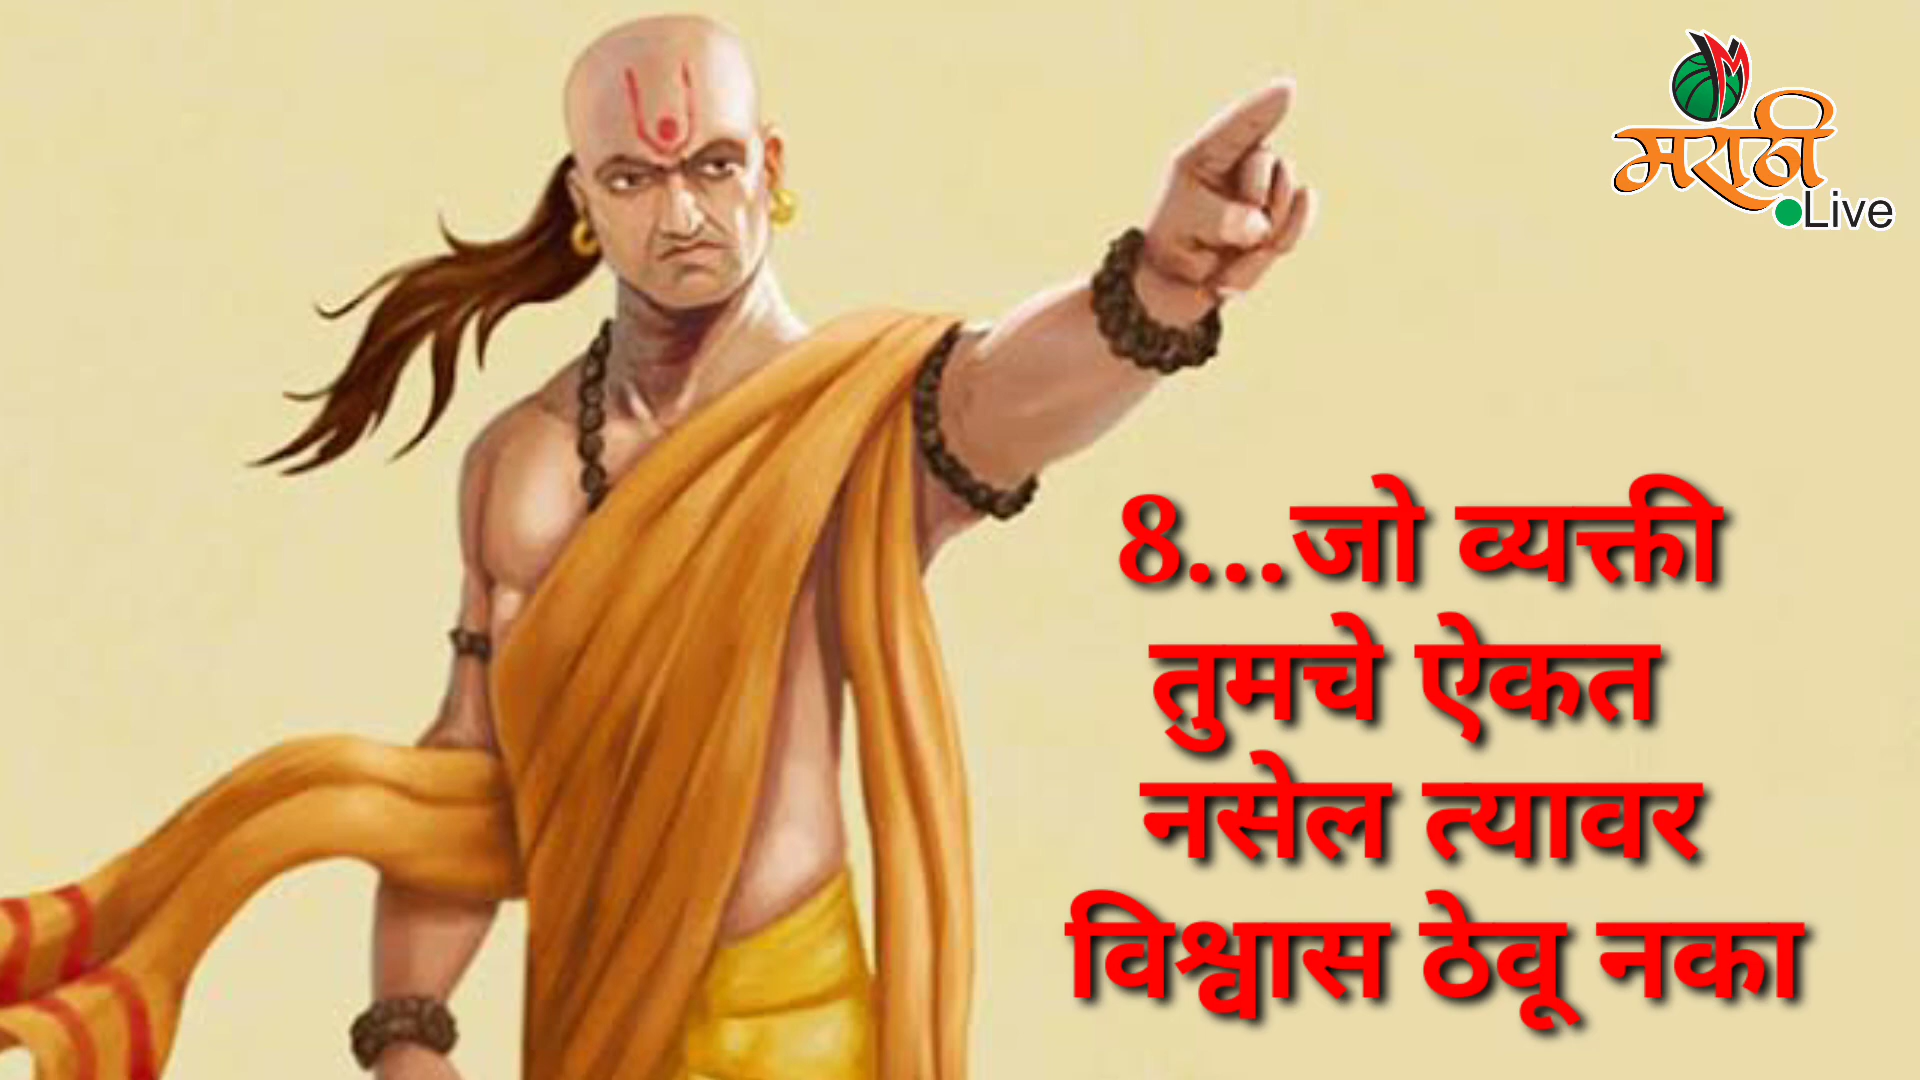 मराठी
Live
8...जो व्यक्ती
तुमचे ऐकत
नसेल त्यावर
विश्वास ठेवू नका